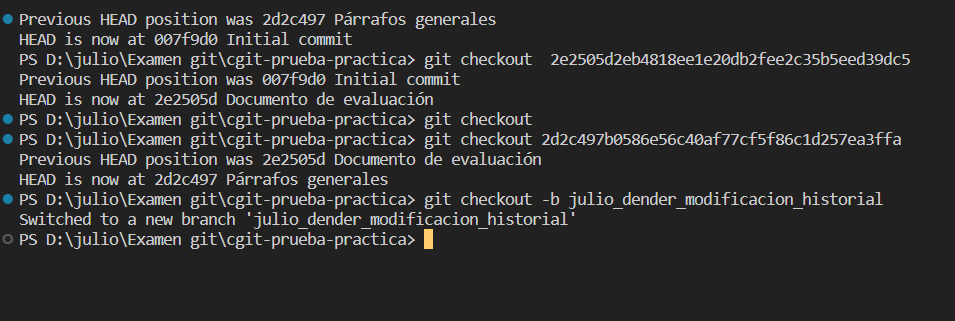 Previous HEAD position was 2d2c497 Párrafos generales
HEAD is now at 007f9d0 Initial commit
PS D:\julio\Examen git\cgit-prueba-practica> git checkout  2e2505d2eb4818ee1e20db2fee2c35b5eed39dc5
Previous HEAD position was 007f9d0 Initial commit
HEAD is now at 2e2505d Documento de evaluación
PS D:\julio\Examen git\cgit-prueba-practica> git checkout
PS D:\julio\Examen git\cgit-prueba-practica> git checkout 2d2c497b0586e56c40af77cf5f86c1d257ea3ffa
Previous HEAD position was 2e2505d Documento de evaluación
HEAD is now at 2d2c497 Párrafos generales
PS D:\julio\Examen git\cgit-prueba-practica> git checkout -b julio_dender_modificacion_historial
Switched to a new branch 'julio_dender_modificacion_historial'
PS D:\julio\Examen git\cgit-prueba-practica>